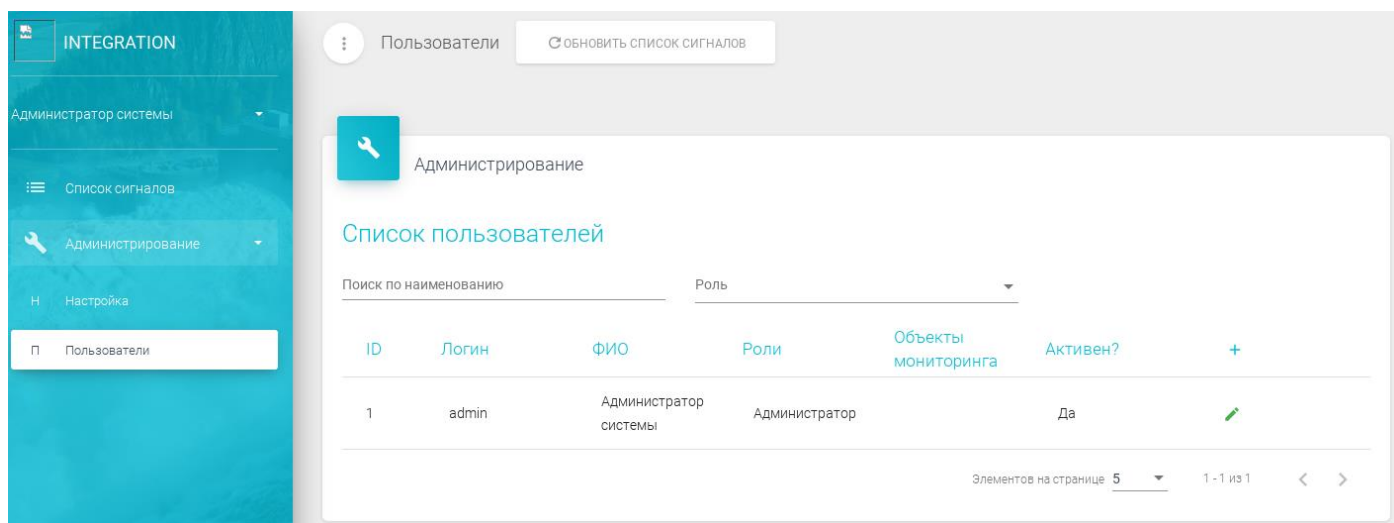 INTEGRATION
Администратор системы
Список сигналов
Администрирование
Н Настройка
П Пользователи
Пользователи
ОБНОВИТЬ СПИСОК СИГНАЛОВ
Администрирование
Список пользователей
Поиск по наименованию Роль
ID Логин ФИО Роли Объекты мониторинга Активен? +
1 admin Администратор системы Администратор Да
Элементов на странице 5 1 - 1 из 1